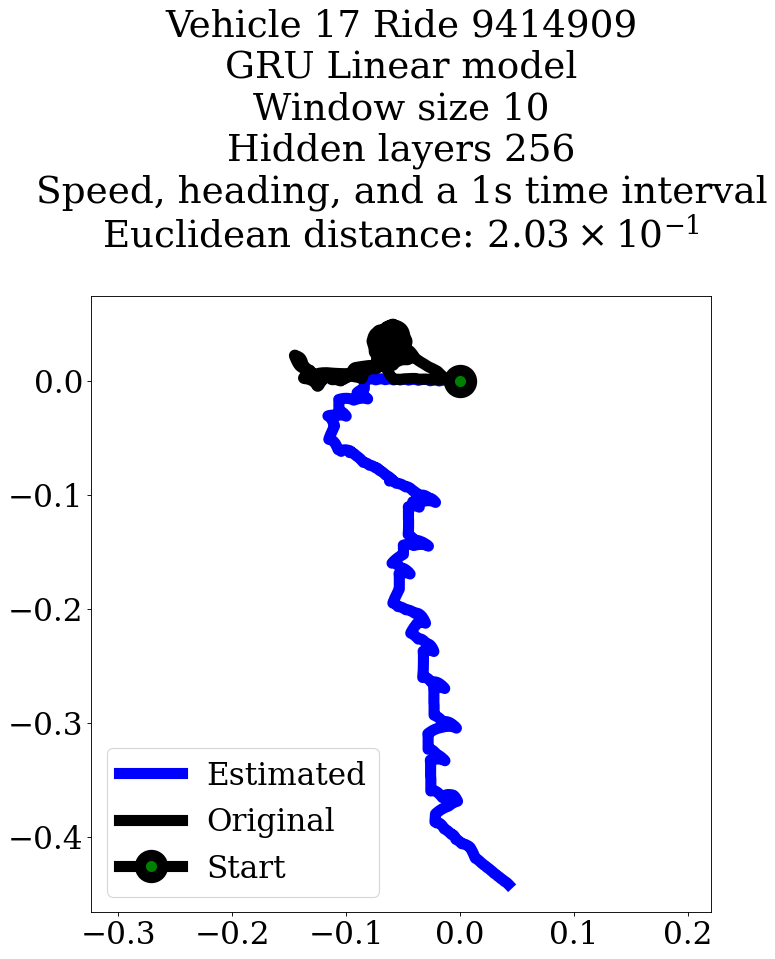 Vehicle 17 Ride 9414909
GRU Linear model
Window size 10
Hidden layers 256
Speed, heading, and a 1s time interval
Euclidean distance: 2.03 × 10⁻¹
0.0
−0.1
−0.2
−0.3
−0.4
Estimated
Original
Start
−0.3 −0.2 −0.1 0.0 0.1 0.2